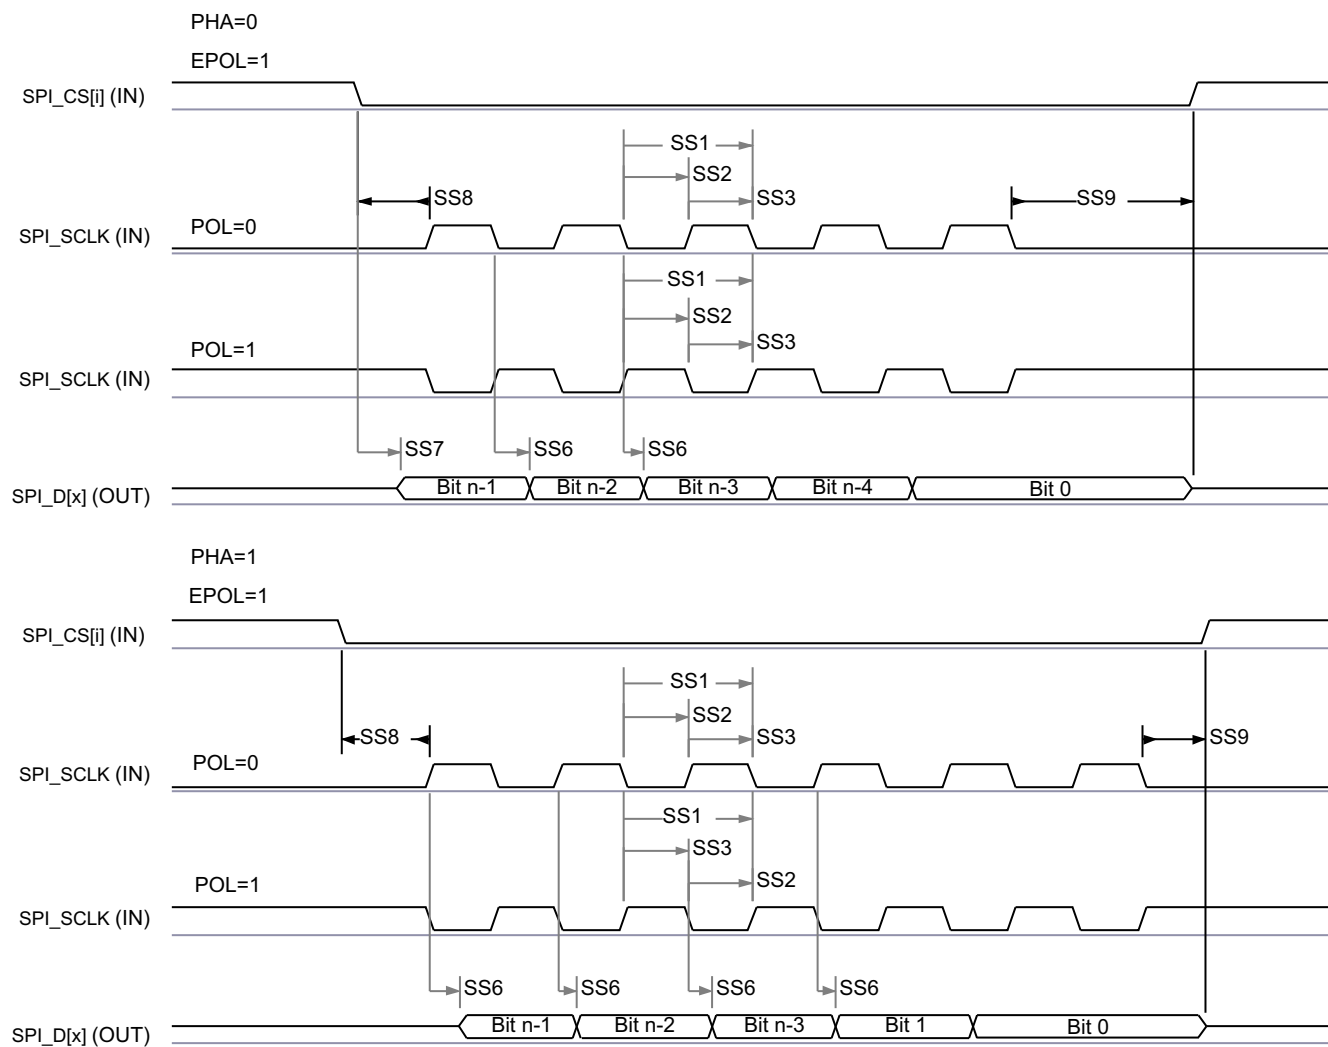 PHA=0
EPOL=1
SPI_CS[i] (IN)
SS1
SS2
SS8
SS3
SS9
POL=0
SPI_SCLK (IN)
SS1
SS2
SS3
POL=1
SPI_SCLK (IN)
SS7
SS6
SS6
SPI_D[x] (OUT)
Bit n-1
Bit n-2
Bit n-3
Bit n-4
Bit 0
PHA=1
EPOL=1
SPI_CS[i] (IN)
SS1
SS2
SS8
SS3
SS9
POL=0
SPI_SCLK (IN)
SS1
SS3
SS2
POL=1
SPI_SCLK (IN)
SS6
SS6
SS6
SS6
SPI_D[x] (OUT)
Bit n-1
Bit n-2
Bit n-3
Bit 1
Bit 0